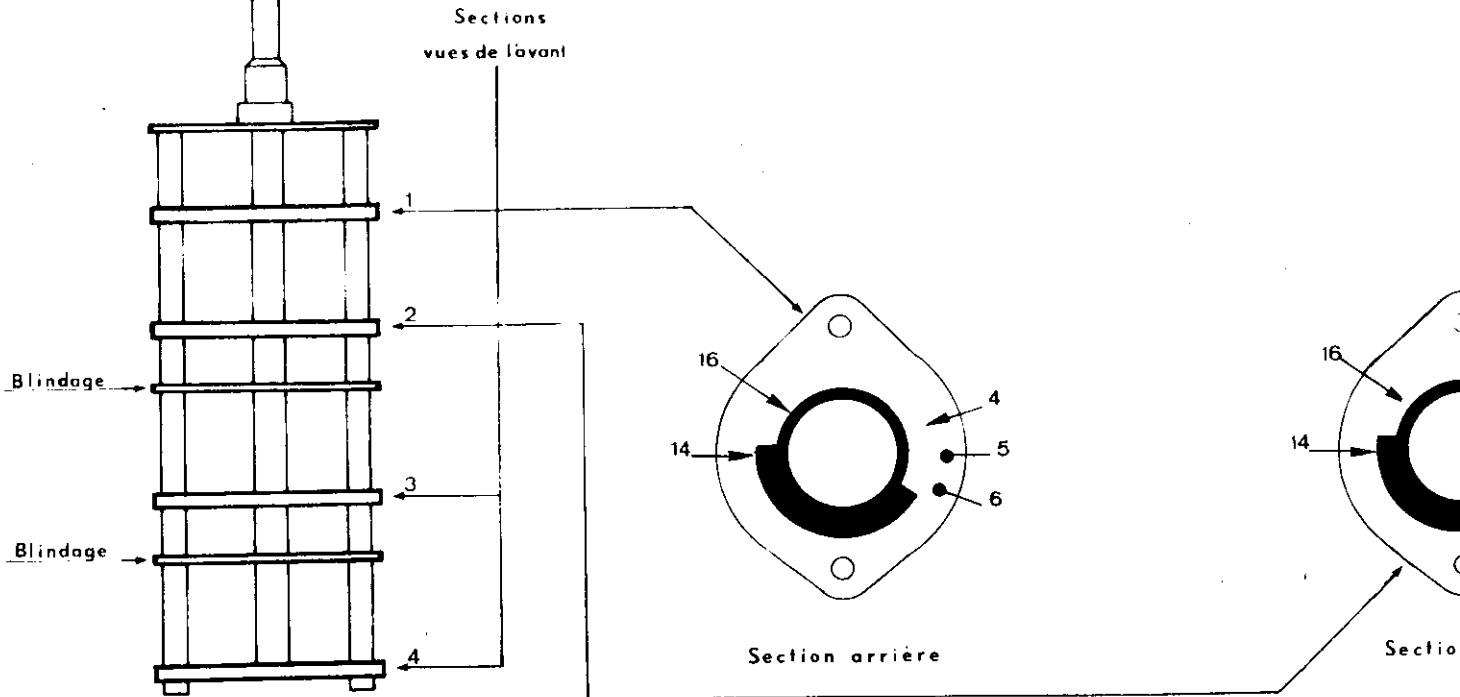 Sections
vues de l'avant
1
2
Blindage
3
Blindage
4
16
4
14
5
6
Section arrière
16
14
Sectio